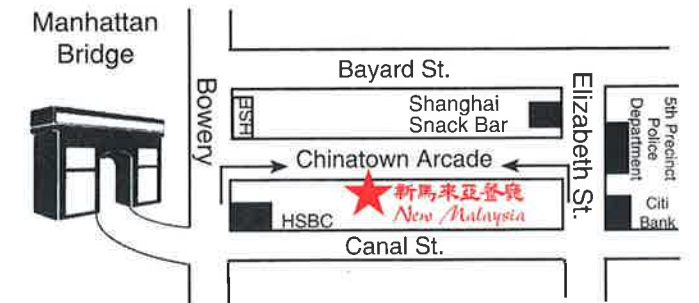 Manhattan
Bridge
Bowery
Bayard St.
Shanghai
Snack Bar
Elizabeth St.
5th Precinct
Police
Department
Chinatown Arcade
新馬來亞餐廳
New Malaysia
HSBC
Citi
Bank
Canal St.